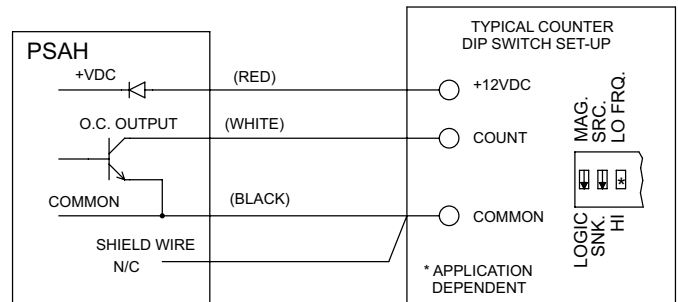 PSAH
+VDC
(RED)
O.C. OUTPUT
(WHITE)
COMMON
(BLACK)
SHIELD WIRE
N/C
TYPICAL COUNTER
DIP SWITCH SET-UP
+12VDC
COUNT
COMMON
MAG.
SRC.
LO FRQ.
*
LOGIC
SNK.
HI
* APPLICATION
DEPENDENT